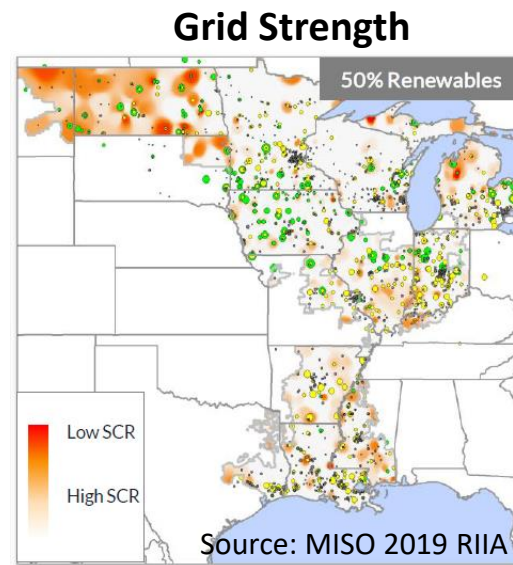 Grid Strength
50% Renewables
Low SCR
High SCR
Source: MISO 2019 RIIA